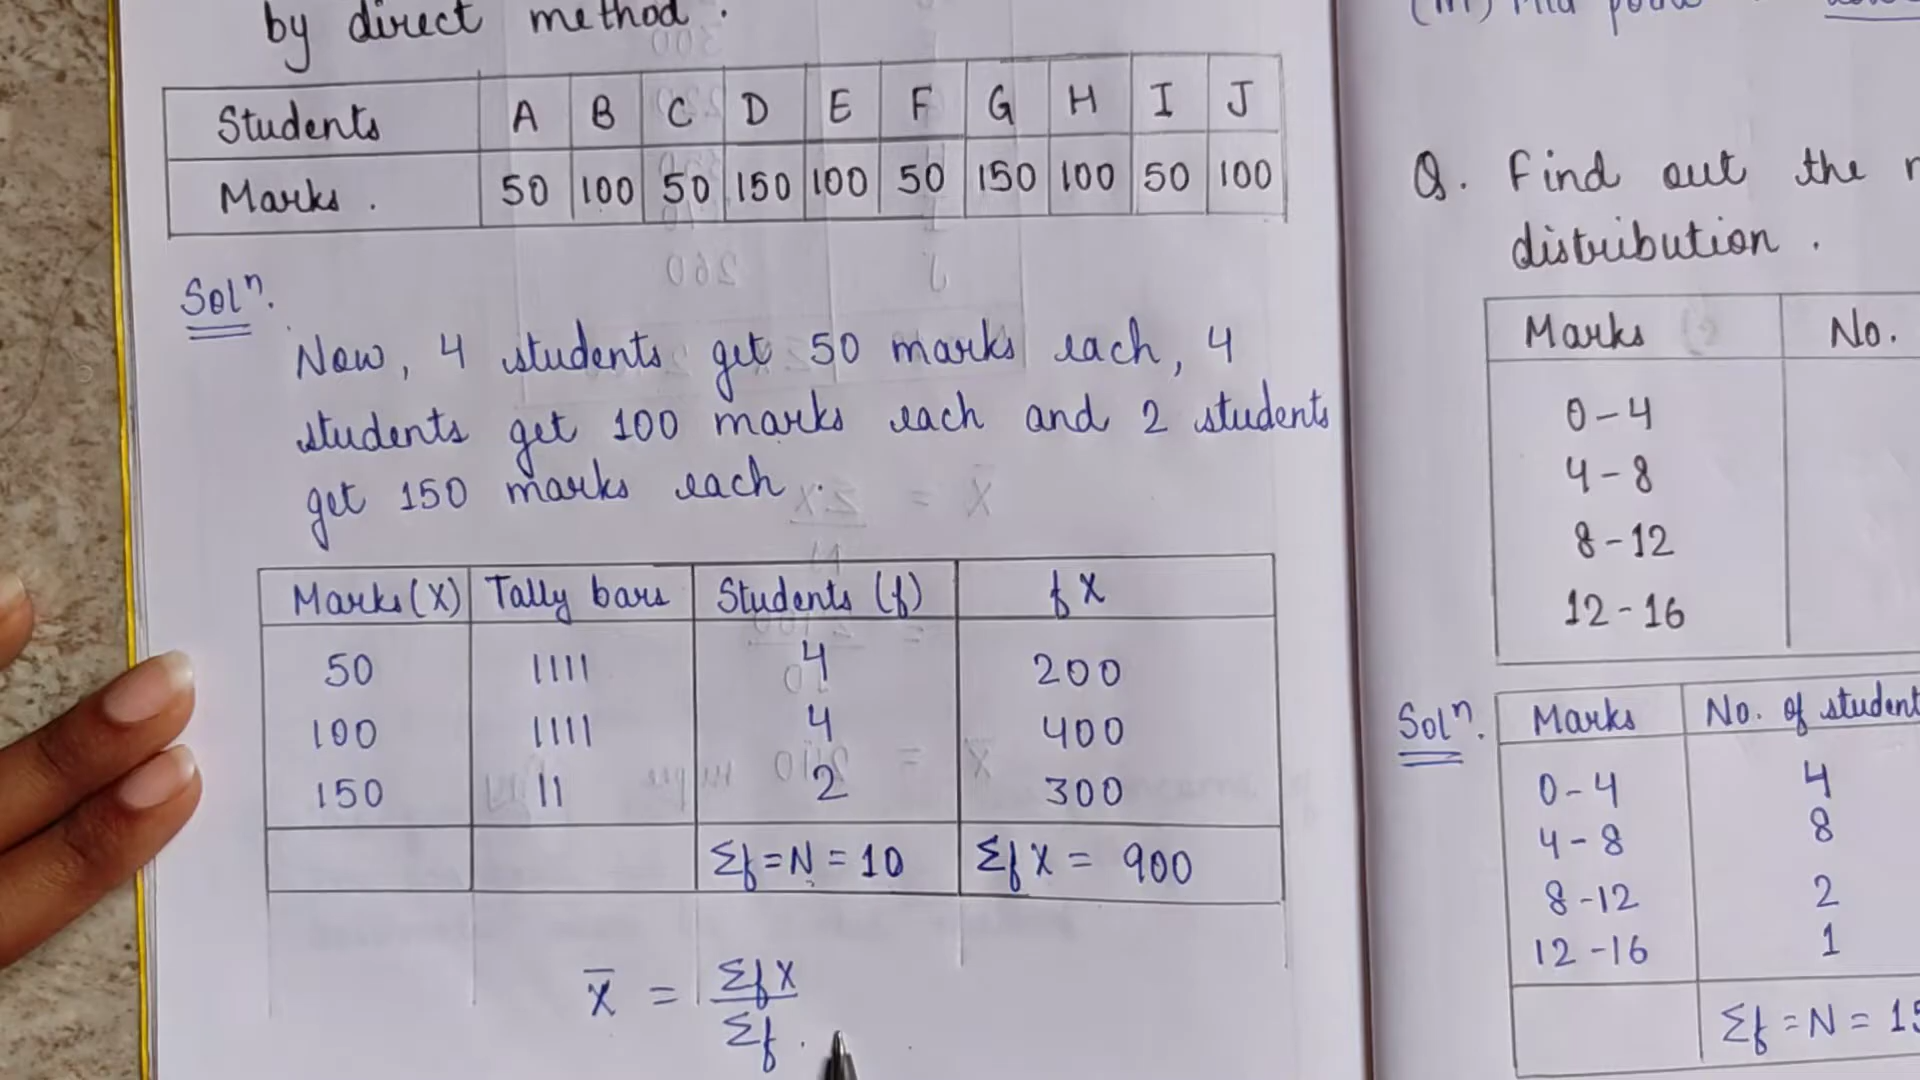 by direct method.
Students A B C D E F G H I J
Marks. 50 100 50 150 100 50 150 100 50 100
Solⁿ.
Now, 4 students get 50 marks each, 4
students get 100 marks each and 2 students
get 150 marks each.
Marks(X) Tally bars Students (f) fX
50 |||| 4 200
100 |||| 4 400
150 || 2 300
Σf = N = 10 ΣfX = 900
X̅ = ΣfX
Σf.
Q. Find out the
distribution.
Marks No.
0-4
4-8
8-12
12-16
Solⁿ. Marks No. of student
0-4 4
4-8 8
8-12 2
12-16 1
Σf = N = 15